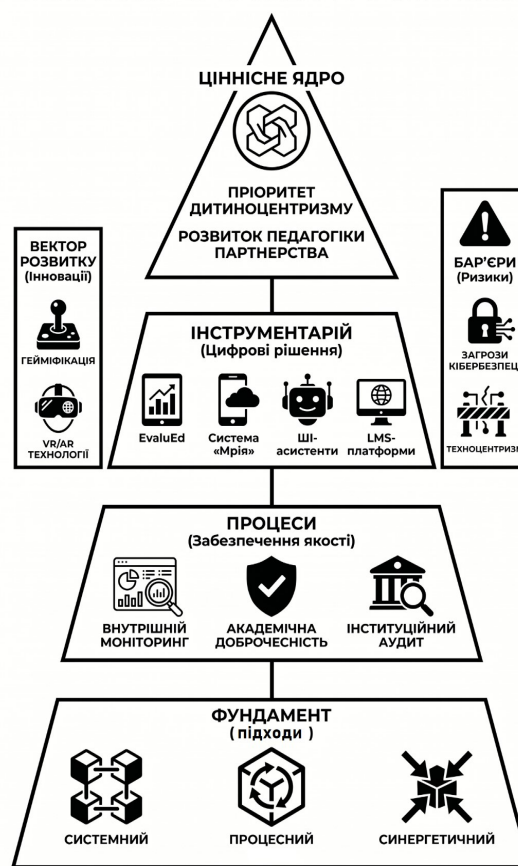 ЦІННІСНЕ ЯДРО
ПРІОРИТЕТ
ДИТИНОЦЕНТРИЗМУ
РОЗВИТОК ПЕДАГОГІКИ
ПАРТНЕРСТВА
ВЕКТОР
РОЗВИТКУ
(Інновації)
ГЕЙМІФІКАЦІЯ
VR/AR
ТЕХНОЛОГІЇ
БАР’ЄРИ
(Ризики)
ЗАГРОЗИ
КІБЕРБЕЗПЕЦ
ТЕХНОЦЕНТРИЗ
ІНСТРУМЕНТАРІЙ
(Цифрові рішення)
EvaluEd
Система
«Мрія»
ШІ-
асистенти
LMS-
платформи
ПРОЦЕСИ
(Забезпечення якості)
ВНУТРІШНІЙ
МОНІТОРИНГ
АКАДЕМІЧНА
ДОБРОЧЕСНІСТЬ
ІНСТИТУЦІЙНИЙ
АУДИТ
ФУНДАМЕНТ
(підходи )
СИСТЕМНИЙ
ПРОЦЕСНИЙ
СИНЕРГЕТИЧНИЙ